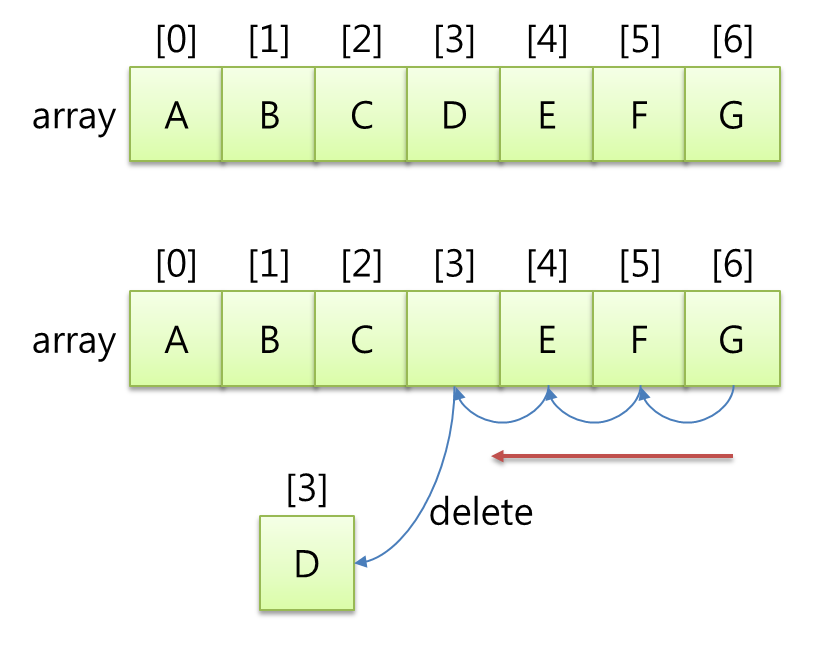 [0] [1] [2] [3] [4] [5] [6]
array A B C D E F G
[0] [1] [2] [3] [4] [5] [6]
array A B C E F G
[3]
delete
D